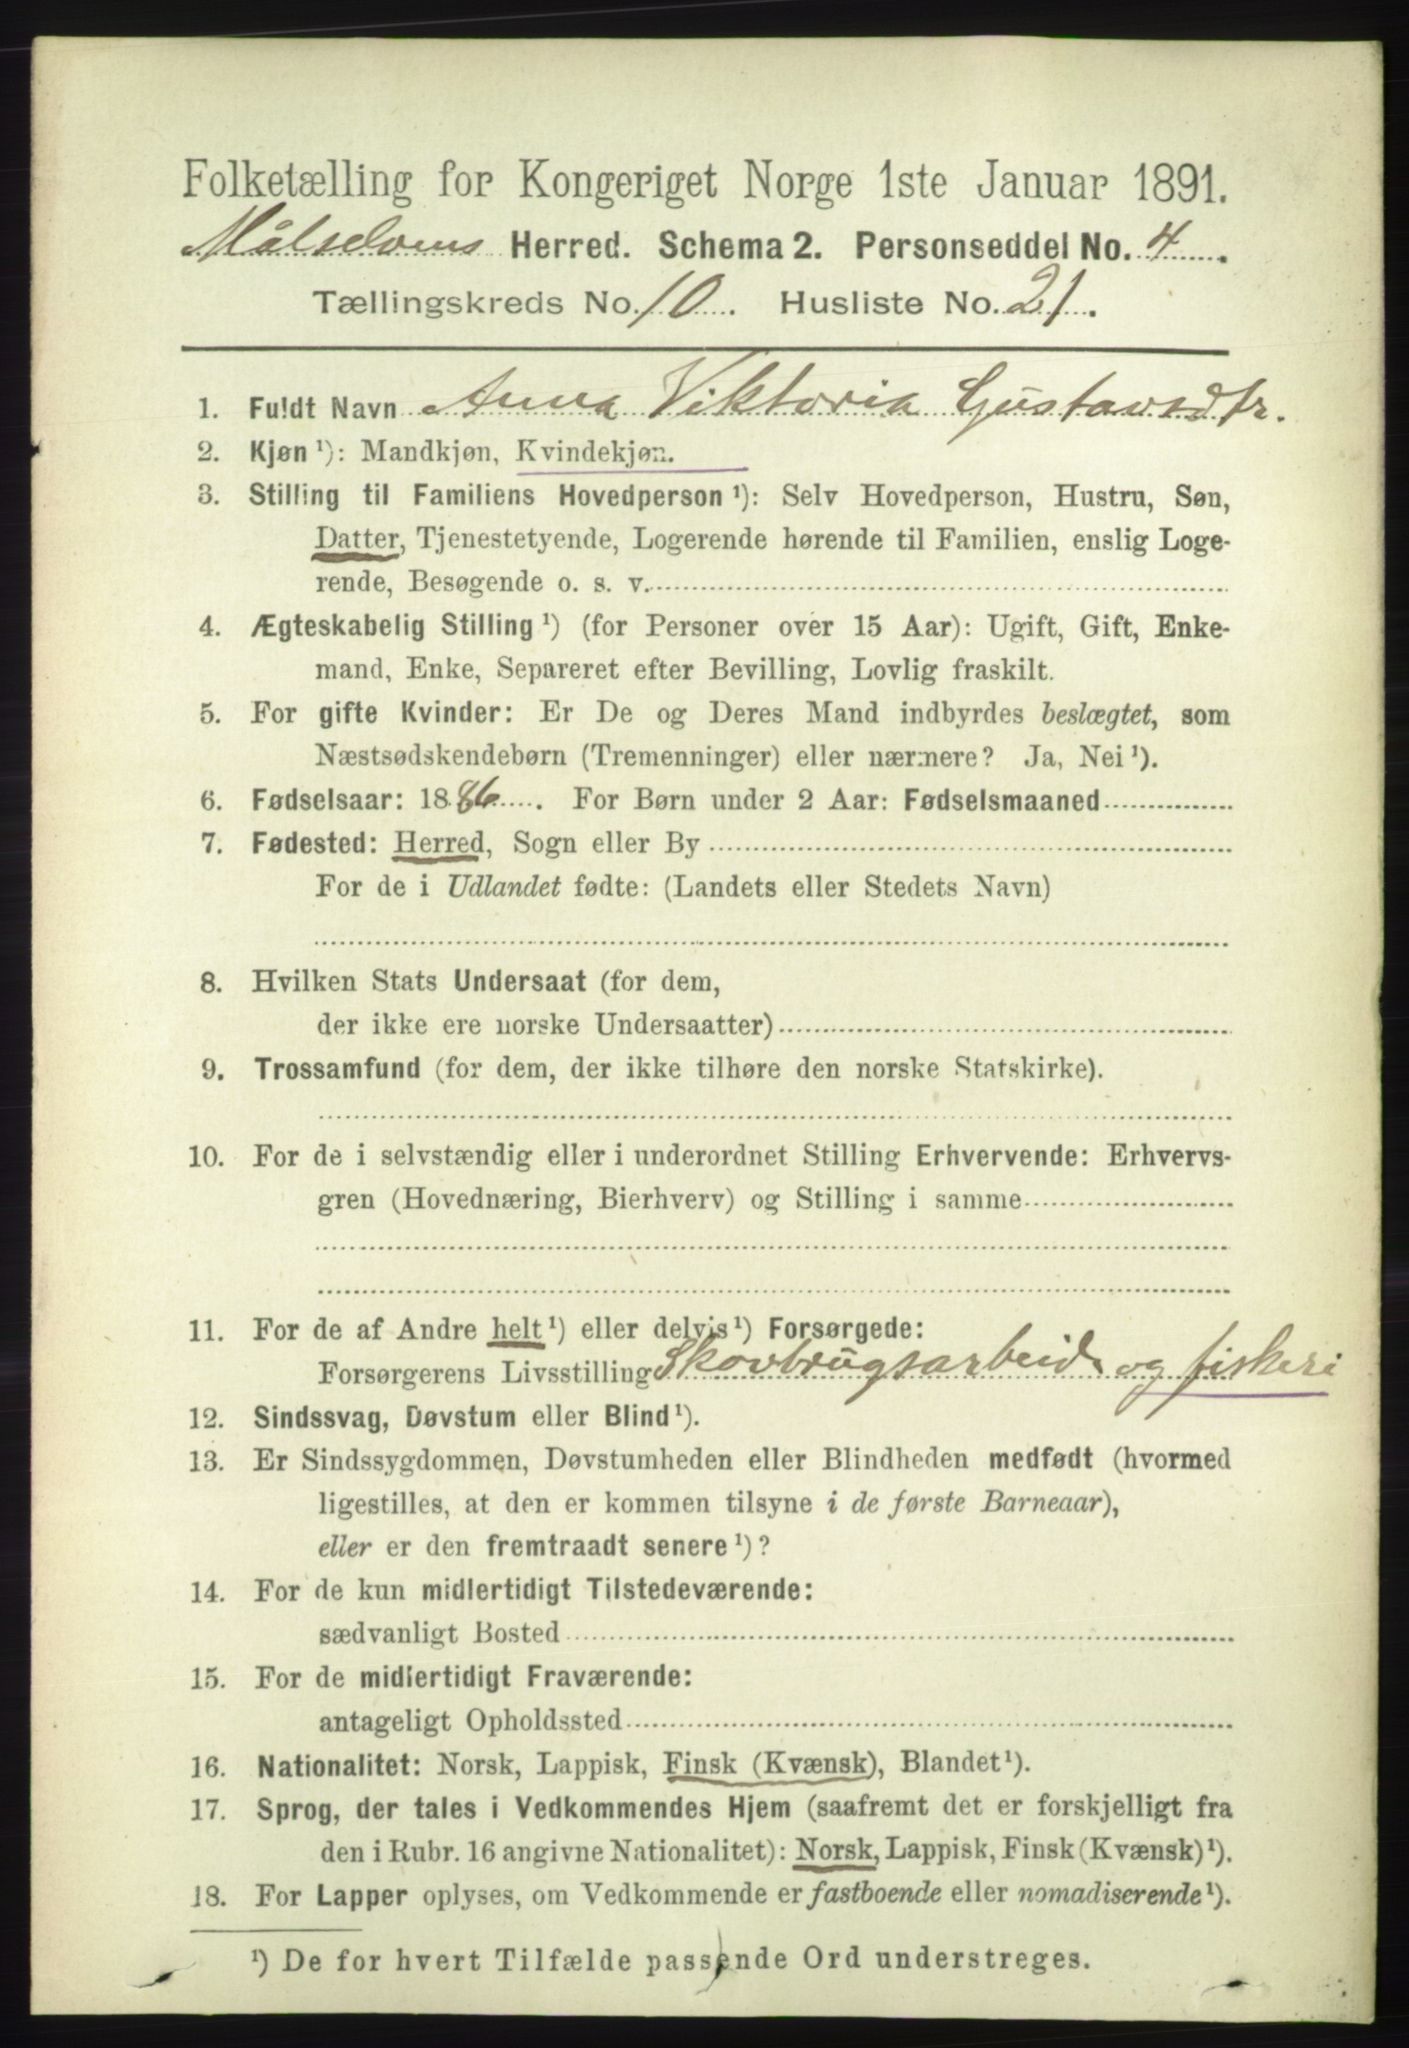 Folketælling for Kongeriget Norge 1ste Januar 1891.
Målselvens Herred. Schema 2. Personseddel No. 4.
Tællingskreds No. 10. Husliste No. 21.
1. Fuldt Navn Anna Viktoria Gustavsdtr.
2. Kjøn ¹): Mandkjøn, Kvindekjøn.
3. Stilling til Familiens Hovedperson ¹): Selv Hovedperson, Hustru, Søn,
Datter, Tjenestetyende, Logerende hørende til Familien, enslig Loge-
rende, Besøgende o. s. v.
4. Ægteskabelig Stilling ¹) (for Personer over 15 Aar): Ugift, Gift, Enke-
mand, Enke, Separeret efter Bevilling, Lovlig fraskilt.
5. For gifte Kvinder: Er De og Deres Mand indbyrdes beslægtet, som
Næstsødskendebørn (Tremenninger) eller nærmere? Ja, Nei ¹).
6. Fødselsaar: 1886. For Børn under 2 Aar: Fødselsmaaned
7. Fødested: Herred, Sogn eller By
For de i Udlandet fødte: (Landets eller Stedets Navn)
8. Hvilken Stats Undersaat (for dem,
der ikke ere norske Undersaatter)
9. Trossamfund (for dem, der ikke tilhøre den norske Statskirke).
10. For de i selvstændig eller i underordnet Stilling Erhvervende: Erhvervs-
gren (Hovednæring, Bierhverv) og Stilling i samme
11. For de af Andre helt ¹) eller delvis ¹) Forsørgede:
Forsørgerens Livsstilling Skovbrugsarbeide og fiskeri
12. Sindssvag, Døvstum eller Blind ¹).
13. Er Sindssygdommen, Døvstumheden eller Blindheden medfødt (hvormed
ligestilles, at den er kommen tilsyne i de første Barneaar),
eller er den fremtraadt senere ¹)?
14. For de kun midlertidigt Tilstedeværende:
sædvanligt Bosted
15. For de midlertidigt Fraværende:
antageligt Opholdssted
16. Nationalitet: Norsk, Lappisk, Finsk (Kvænsk), Blandet ¹).
17. Sprog, der tales i Vedkommendes Hjem (saafremt det er forskjelligt fra
den i Rubr. 16 angivne Nationalitet): Norsk, Lappisk, Finsk (Kvænsk) ¹).
18. For Lapper oplyses, om Vedkommende er fastboende eller nomadiserende ¹).
¹) De for hvert Tilfælde passende Ord understreges.